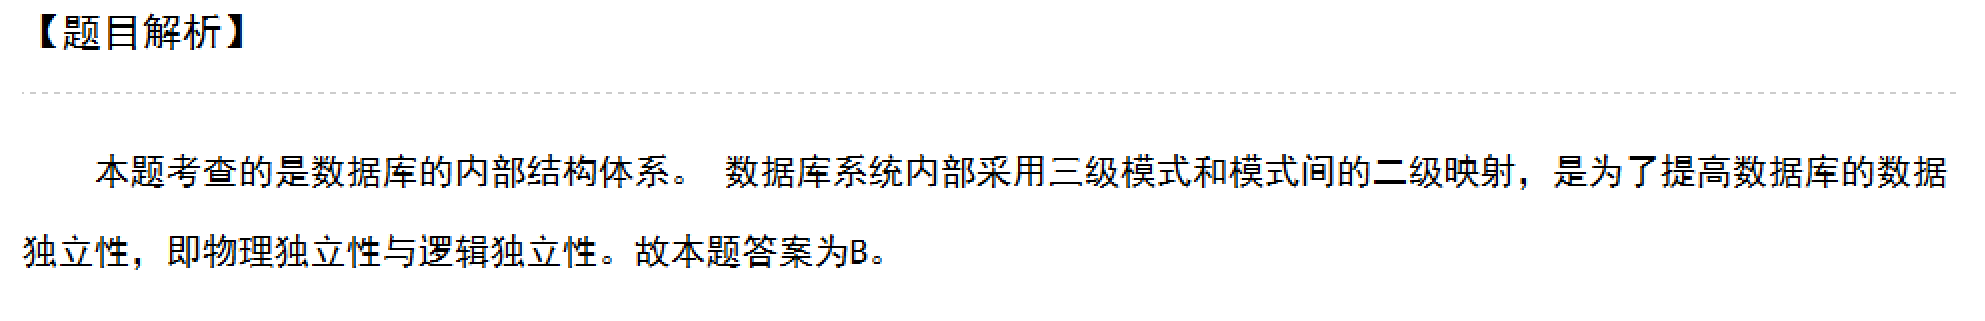 【题目解析】
本题考查的是数据库的内部结构体系。 数据库系统内部采用三级模式和模式间的二级映射，是为了提高数据库的数据
独立性，即物理独立性与逻辑独立性。故本题答案为B。